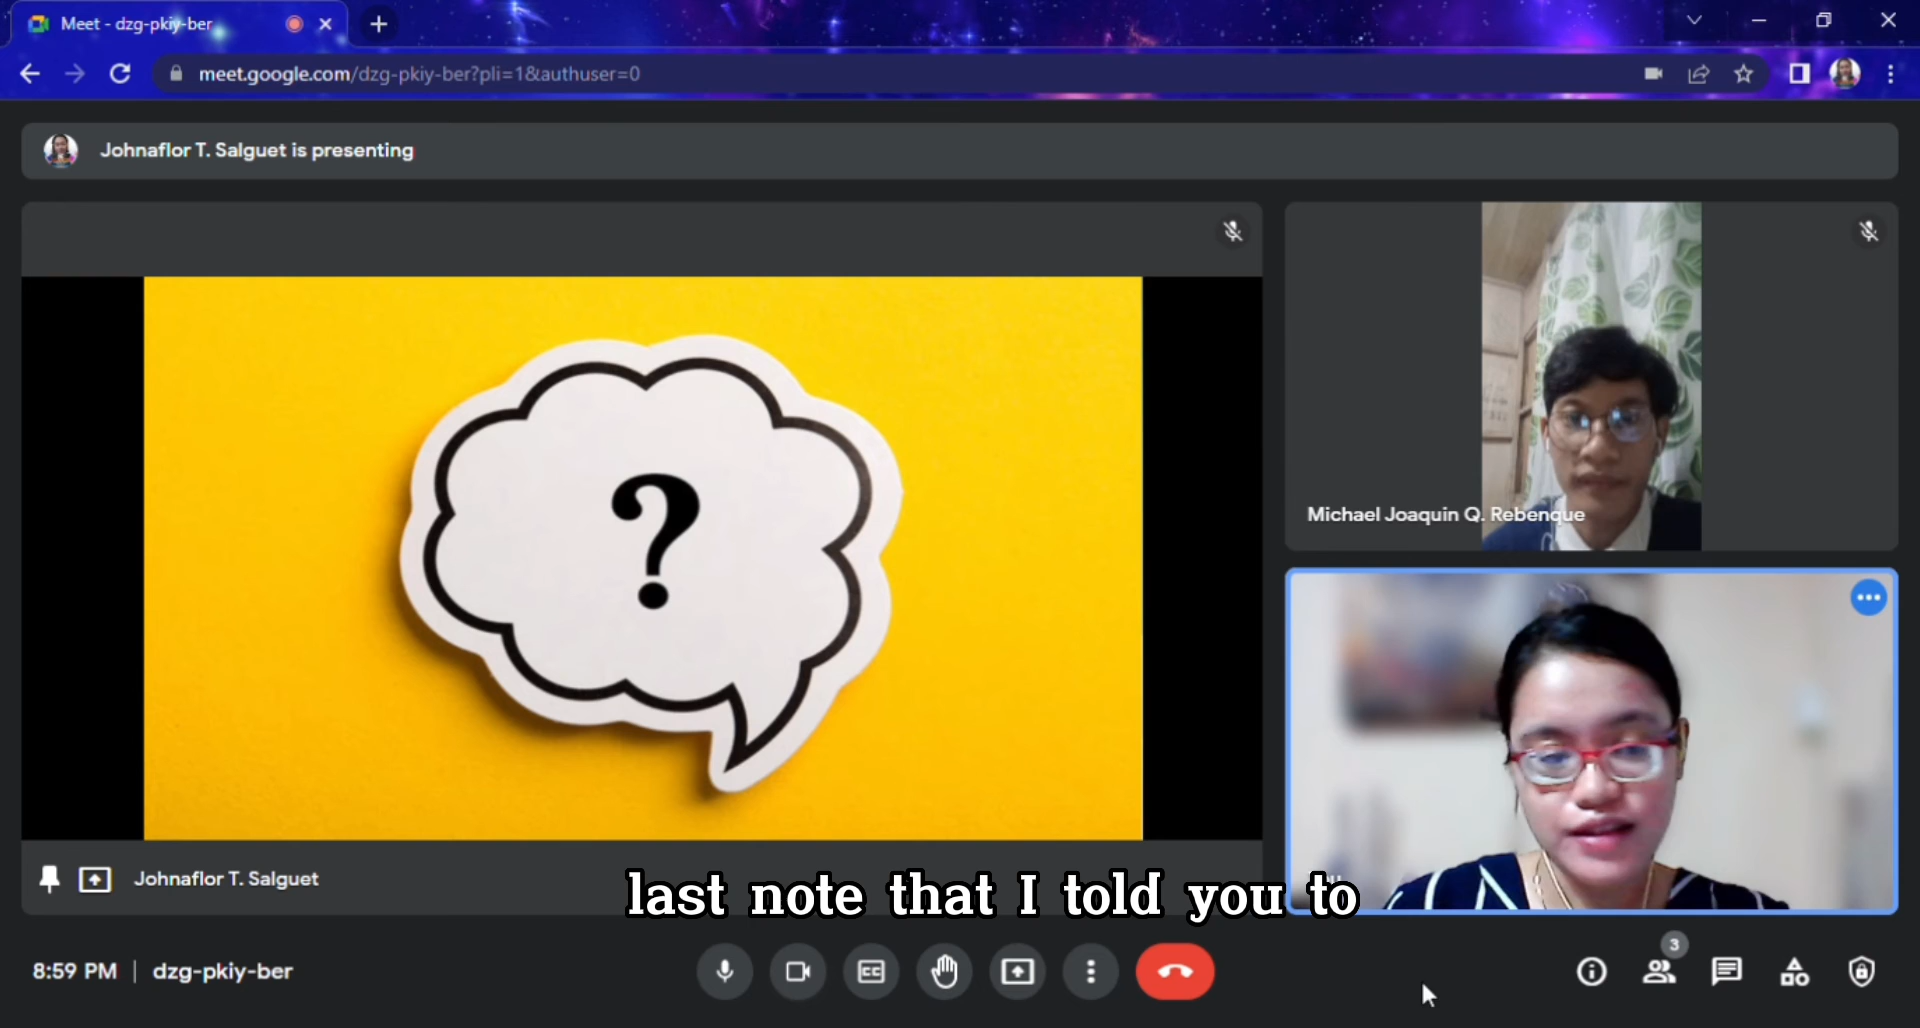 Meet - dzg-pkiy-ber
meet.google.com/dzg-pkiy-ber?pli=1&authuser=0
Johnaflor T. Salguet is presenting
?
Michael Joaquin Q. Rebenque
Johnaflor T. Salguet
last note that I told you to
8:59 PM | dzg-pkiy-ber
CC
3